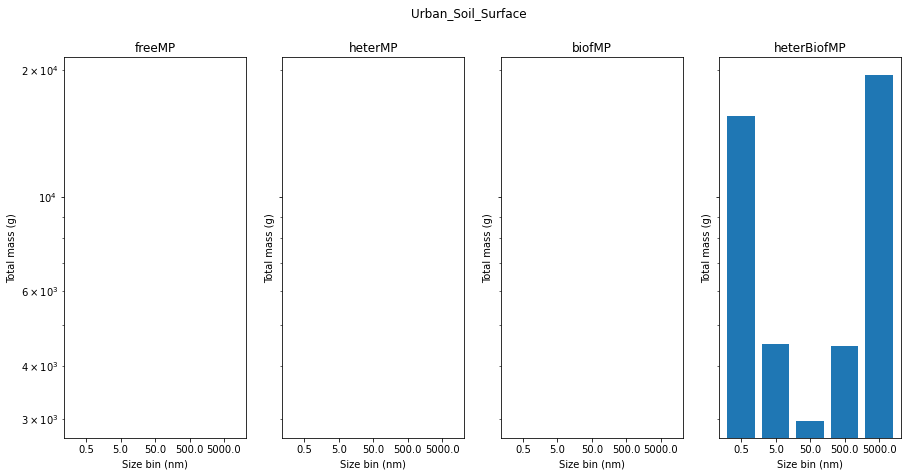 Urban_Soil_Surface
freeMP
heterMP
biofMP
heterBiofMP
2 × 10⁴
10⁴
6 × 10³
4 × 10³
3 × 10³
Total mass (g)
Total mass (g)
Total mass (g)
Total mass (g)
0.5 5.0 50.0 500.0 5000.0
0.5 5.0 50.0 500.0 5000.0
0.5 5.0 50.0 500.0 5000.0
0.5 5.0 50.0 500.0 5000.0
Size bin (nm)
Size bin (nm)
Size bin (nm)
Size bin (nm)